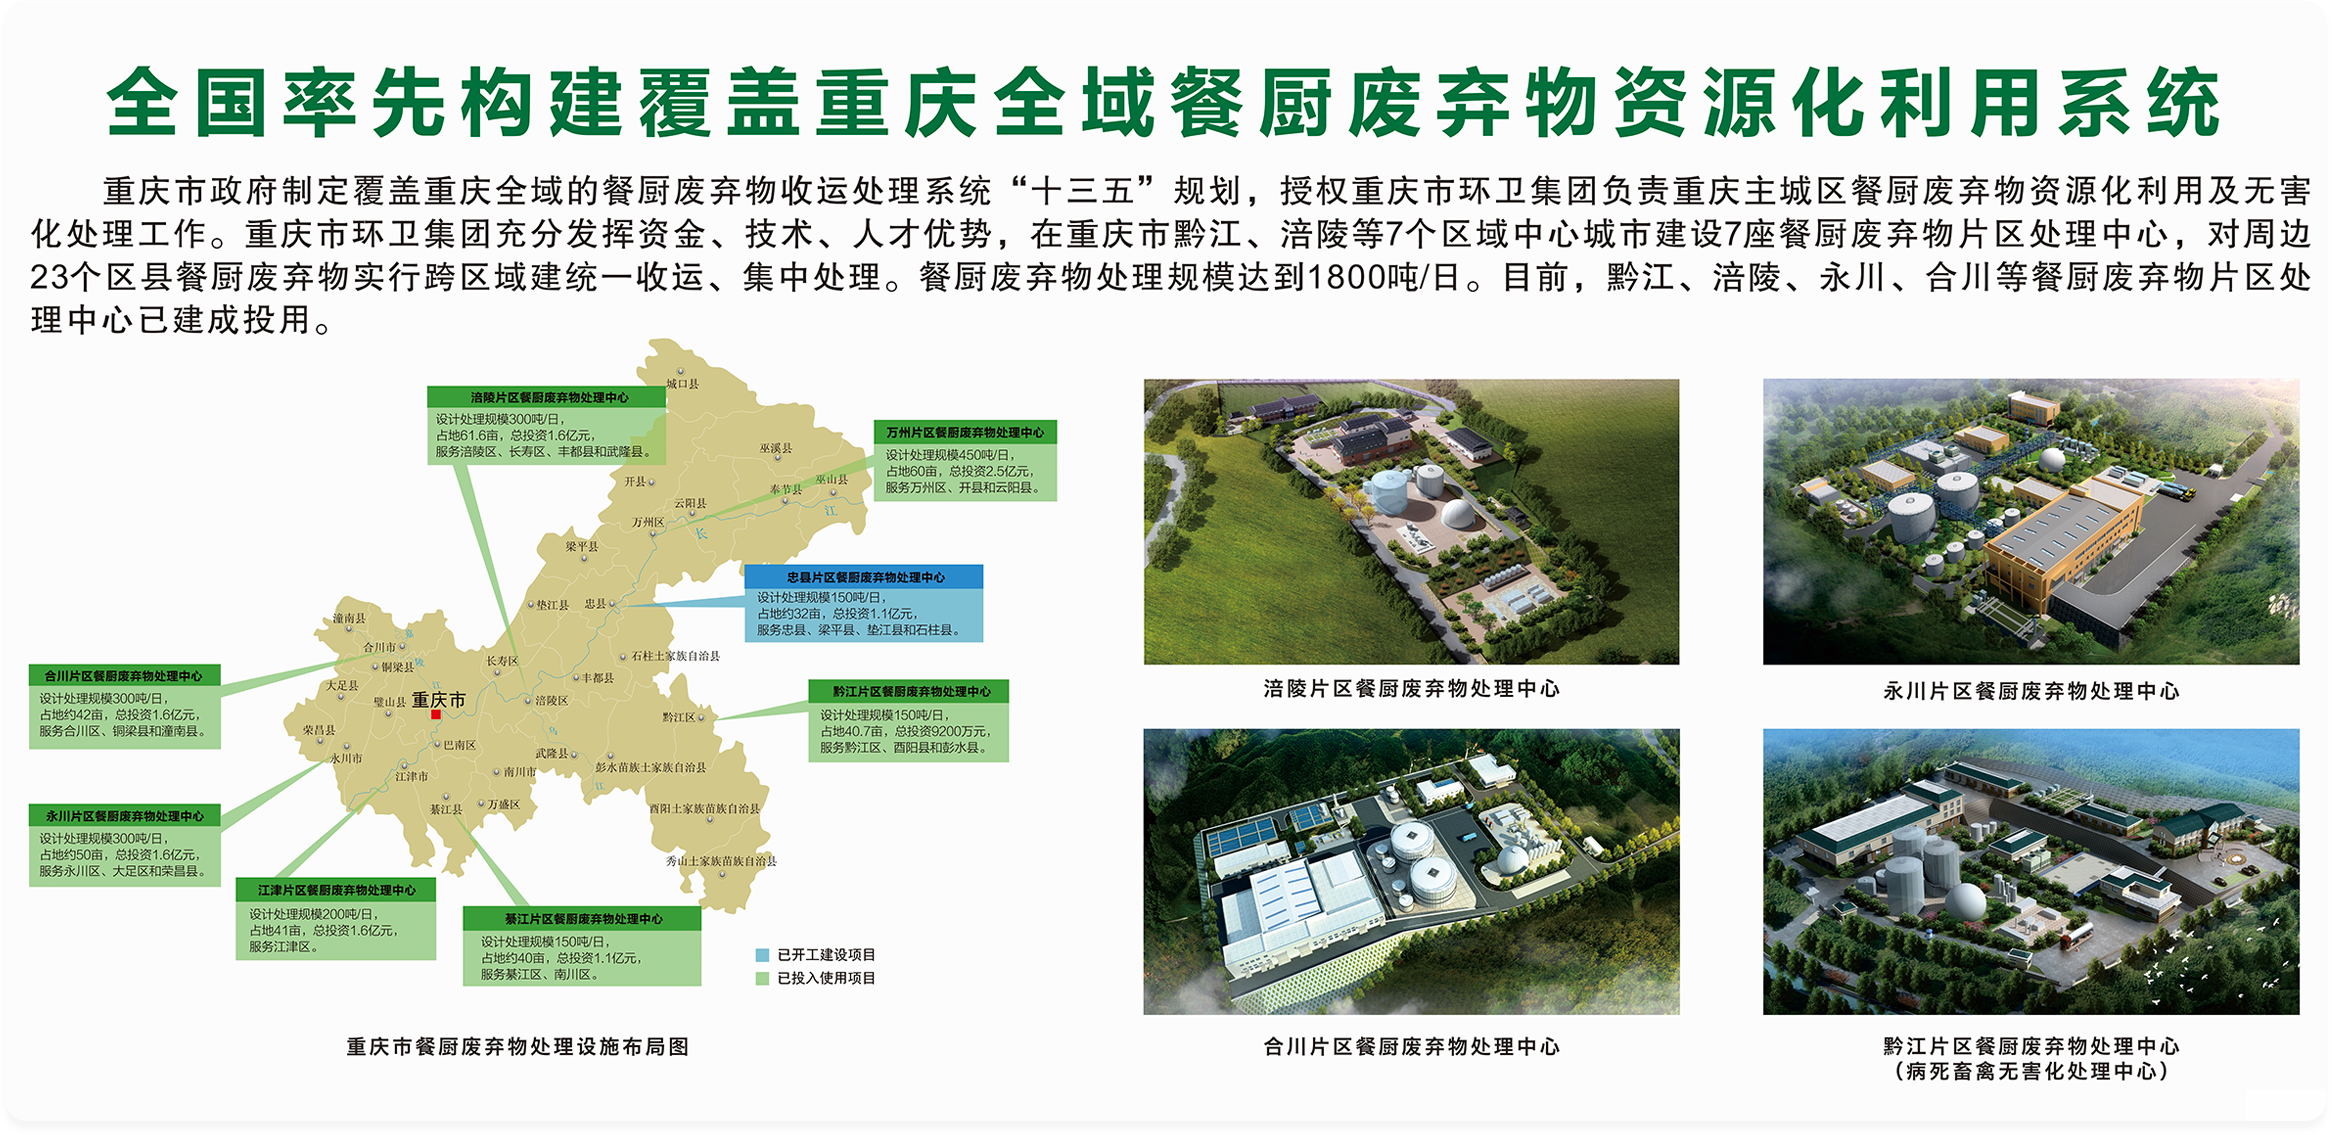 全国率先构建覆盖重庆全域餐厨废弃物资源化利用系统
重庆市政府制定覆盖重庆全域的餐厨废弃物收运处理系统“十三五”规划，授权重庆市环卫集团负责重庆主城区餐厨废弃物资源化利用及无害
化处理工作。重庆市环卫集团充分发挥资金、技术、人才优势，在重庆市黔江、涪陵等7个区域中心城市建设7座餐厨废弃物片区处理中心，对周边
23个区县餐厨废弃物实行跨区域建统一收运、集中处理。餐厨废弃物处理规模达到1800吨/日。目前，黔江、涪陵、永川、合川等餐厨废弃物片区处
理中心已建成投用。
涪陵片区餐厨废弃物处理中心
设计处理规模300吨/日，
占地61.6亩，总投资1.6亿元，
服务涪陵区、长寿区、丰都县和武隆县。
万州片区餐厨废弃物处理中心
设计处理规模450吨/日，
占地60亩，总投资2.5亿元，
服务万州区、开县和云阳县。
忠县片区餐厨废弃物处理中心
设计处理规模150吨/日，
占地约32亩，总投资1.1亿元，
服务忠县、梁平县、垫江县和石柱县。
合川片区餐厨废弃物处理中心
设计处理规模300吨/日，
占地约42亩，总投资1.6亿元，
服务合川区、铜梁县和潼南县。
黔江片区餐厨废弃物处理中心
设计处理规模150吨/日，
占地40.7亩，总投资9200万元，
服务黔江区、酉阳县和彭水县。
永川片区餐厨废弃物处理中心
设计处理规模300吨/日，
占地约50亩，总投资1.6亿元，
服务永川区、大足区和荣昌县。
江津片区餐厨废弃物处理中心
设计处理规模200吨/日，
占地41亩，总投资1.6亿元，
服务江津区。
綦江片区餐厨废弃物处理中心
设计处理规模150吨/日，
占地约40亩，总投资1.1亿元，
服务綦江区、南川区。
城口县
巫溪县
开县
巫山县
奉节县
云阳县
万州区
长
江
梁平县
垫江县
忠县
潼南县
合川市
嘉
陵
江
铜梁县
长寿区
石柱土家族自治县
丰都县
大足县
璧山县
重庆市
涪陵区
黔江区
荣昌县
永川市
巴南区
乌
江
武隆县
彭水苗族土家族自治县
江津市
南川市
綦江县
万盛区
酉阳土家族苗族自治县
秀山土家族苗族自治县
已开工建设项目
已投入使用项目
重庆市餐厨废弃物处理设施布局图
涪陵片区餐厨废弃物处理中心
永川片区餐厨废弃物处理中心
合川片区餐厨废弃物处理中心
黔江片区餐厨废弃物处理中心
（病死畜禽无害化处理中心）